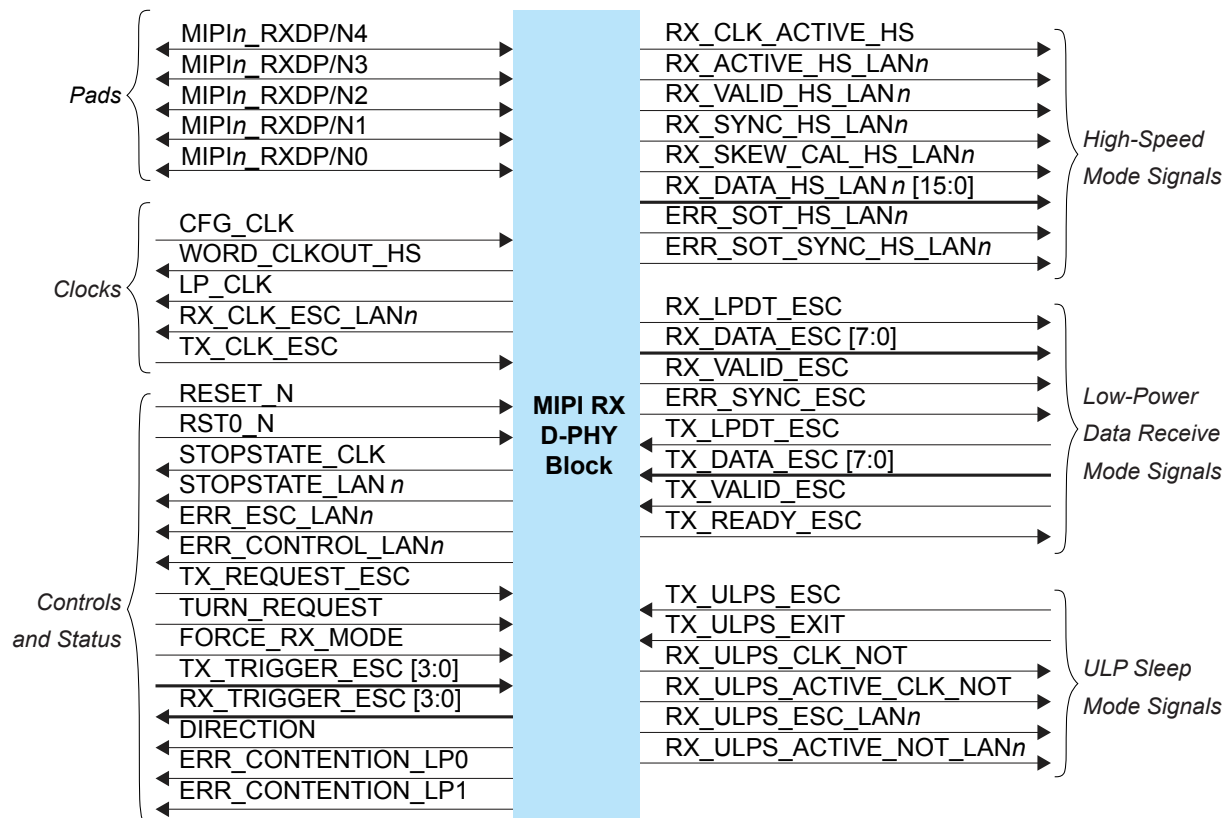 Pads
MIPIn_RXDP/N4
MIPIn_RXDP/N3
MIPIn_RXDP/N2
MIPIn_RXDP/N1
MIPIn_RXDP/N0
Clocks
CFG_CLK
WORD_CLKOUT_HS
LP_CLK
RX_CLK_ESC_LANn
TX_CLK_ESC
Controls
and Status
RESET_N
RST0_N
STOPSTATE_CLK
STOPSTATE_LAN n
ERR_ESC_LANn
ERR_CONTROL_LANn
TX_REQUEST_ESC
TURN_REQUEST
FORCE_RX_MODE
TX_TRIGGER_ESC [3:0]
RX_TRIGGER_ESC [3:0]
DIRECTION
ERR_CONTENTION_LP0
ERR_CONTENTION_LP1
MIPI RX
D-PHY
Block
RX_CLK_ACTIVE_HS
RX_ACTIVE_HS_LANn
RX_VALID_HS_LANn
RX_SYNC_HS_LANn
RX_SKEW_CAL_HS_LANn
RX_DATA_HS_LAN n [15:0]
ERR_SOT_HS_LANn
ERR_SOT_SYNC_HS_LANn
High-Speed
Mode Signals
RX_LPDT_ESC
RX_DATA_ESC [7:0]
RX_VALID_ESC
ERR_SYNC_ESC
TX_LPDT_ESC
TX_DATA_ESC [7:0]
TX_VALID_ESC
TX_READY_ESC
Low-Power
Data Receive
Mode Signals
TX_ULPS_ESC
TX_ULPS_EXIT
RX_ULPS_CLK_NOT
RX_ULPS_ACTIVE_CLK_NOT
RX_ULPS_ESC_LANn
RX_ULPS_ACTIVE_NOT_LANn
ULP Sleep
Mode Signals